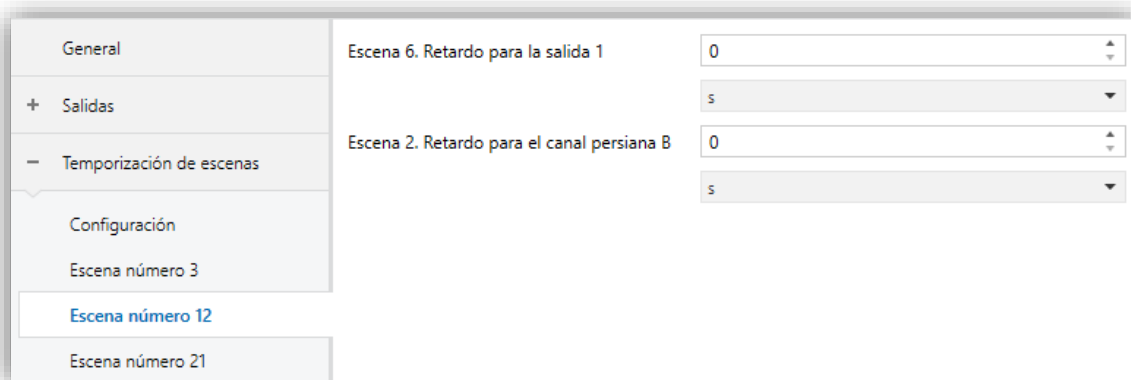 General
+ Salidas
− Temporización de escenas
Configuración
Escena número 3
Escena número 12
Escena número 21
Escena 6. Retardo para la salida 1
0
s
Escena 2. Retardo para el canal persiana B
0
s